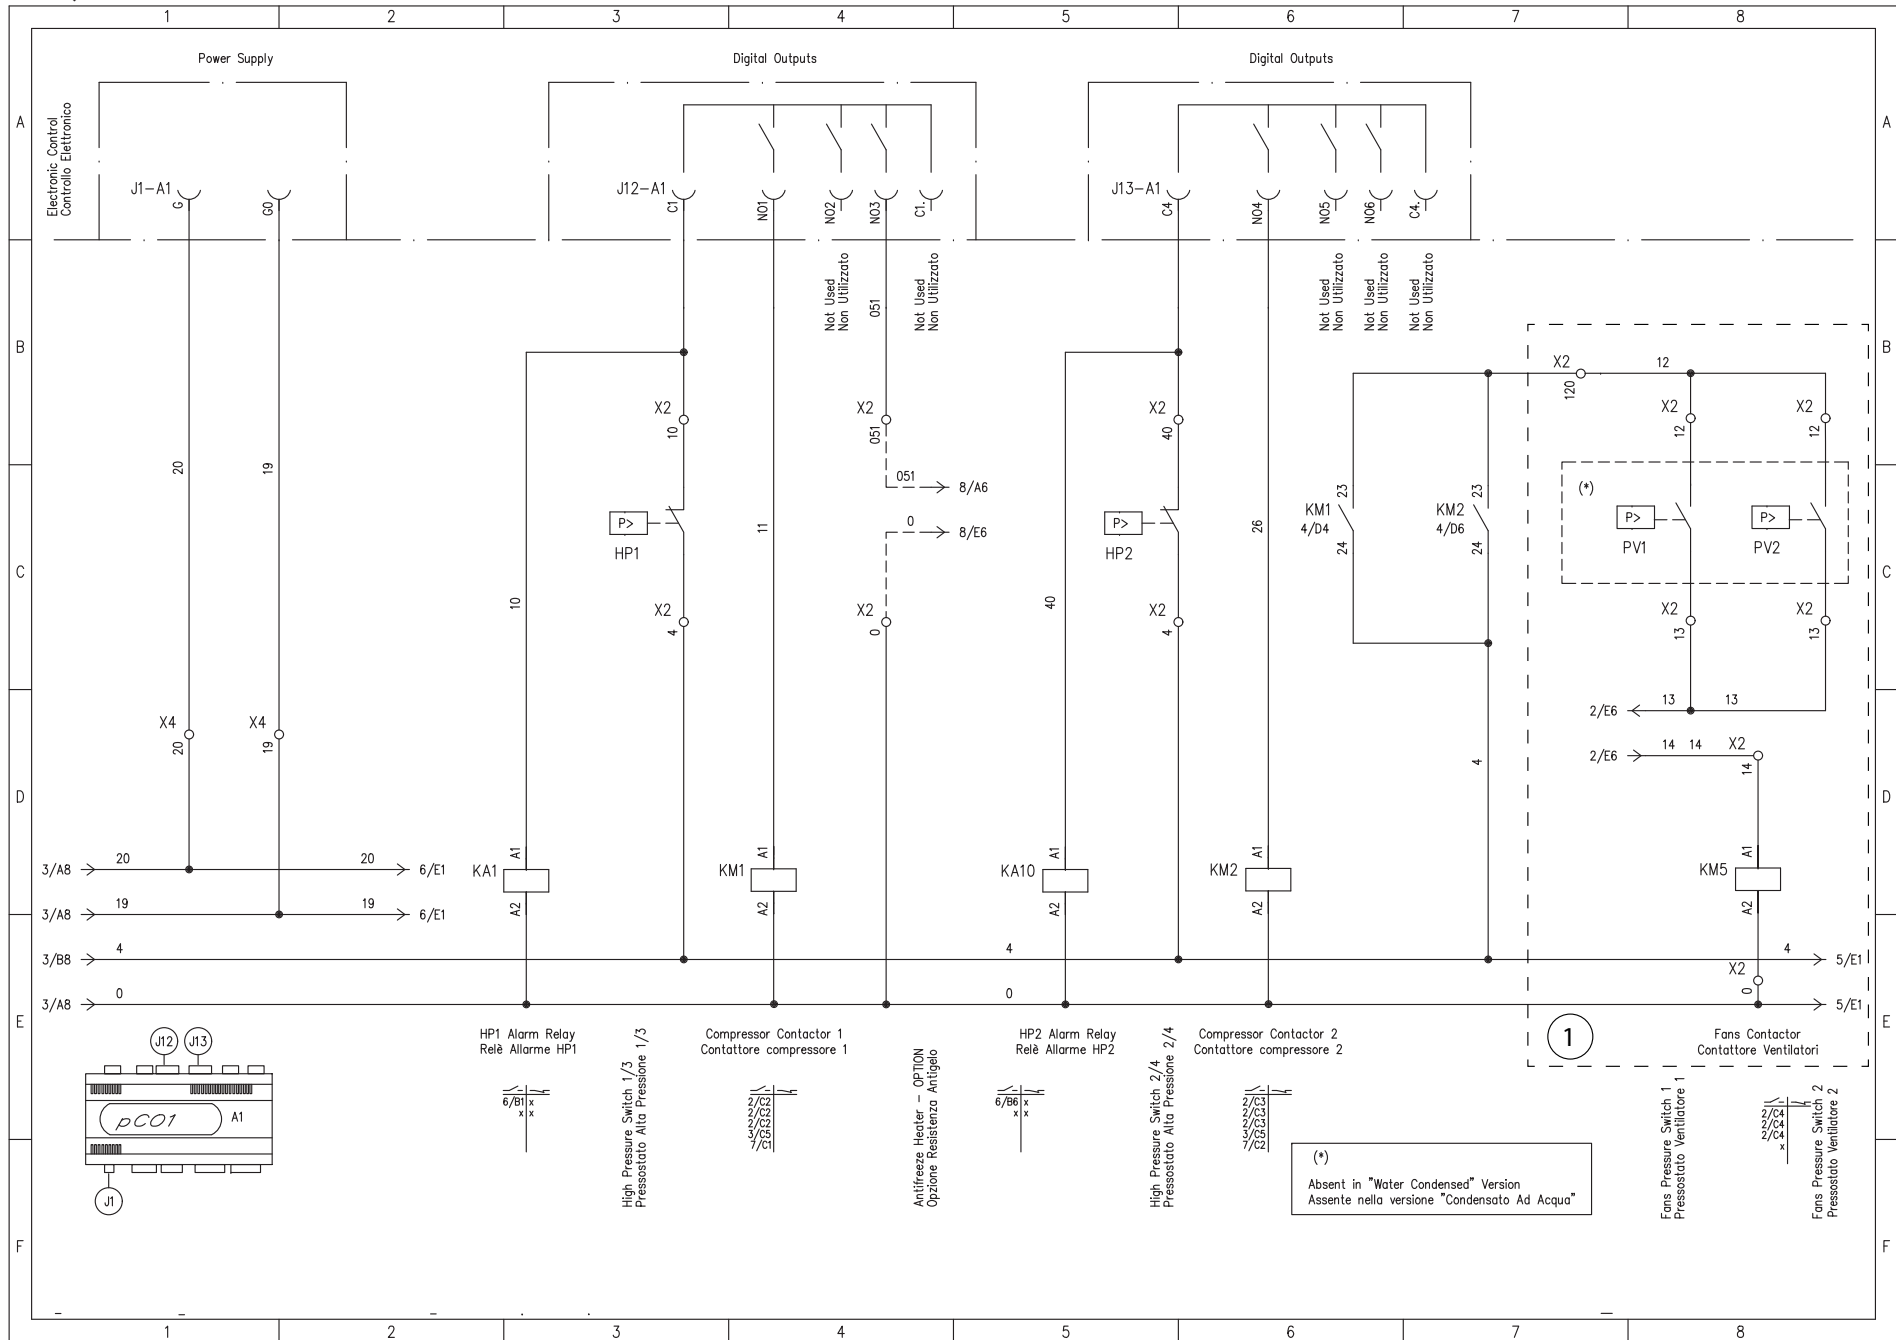 1 2 3 4 5 6 7 8
A
B
C
D
E
F
A
B
C
D
E
F
Electronic Control
Controllo Elettronico
Power Supply
Digital Outputs
Digital Outputs
J1-A1
G
G0
J12-A1
C1
NO1
NO2
NO3
C1.
J13-A1
C4
NO4
NO5
NO6
C4.
Not Used
Non Utilizzato
051
Not Used
Non Utilizzato
Not Used
Non Utilizzato
Not Used
Non Utilizzato
Not Used
Non Utilizzato
X2
120
12
X2
10
X2
051
X2
40
X2
12
X2
12
20
19
051
8/A6
0
8/E6
P>
HP1
11
P>
HP2
26
23
KM1
4/D4
24
23
KM2
4/D6
24
(*)
P>
PV1
P>
PV2
10
40
X2
4
X2
0
X2
4
X2
13
X2
13
X4
20
X4
19
4
2/E6
13
13
2/E6
14
14
X2
14
3/A8
20
20
6/E1
3/A8
19
19
6/E1
A1
KA1
A2
A1
KM1
A2
A1
KA10
A2
A1
KM2
A2
A1
KM5
A2
3/B8
4
4
4
5/E1
X2
0
3/A8
0
0
5/E1
HP1 Alarm Relay
Relè Allarme HP1
High Pressure Switch 1/3
Pressostato Alta Pressione 1/3
Compressor Contactor 1
Contattore compressore 1
Antifreeze Heater - OPTION
Opzione Resistenza Antigelo
HP2 Alarm Relay
Relè Allarme HP2
High Pressure Switch 2/4
Pressostato Alta Pressione 2/4
Compressor Contactor 2
Contattore compressore 2
1
Fans Contactor
Contattore Ventilatori
Fans Pressure Switch 1
Pressostato Ventilatore 1
Fans Pressure Switch 2
Pressostato Ventilatore 2
6/B1 x
x x
2/C2
2/C2
2/C2
3/C5
7/C1
6/B6 x
x x
2/C3
2/C3
2/C3
3/C5
7/C2
2/C4
2/C4
2/C4
x
J12
J13
pCO1
A1
J1
(*)
Absent in "Water Condensed" Version
Assente nella versione "Condensato Ad Acqua"
1 2 3 4 5 6 7 8